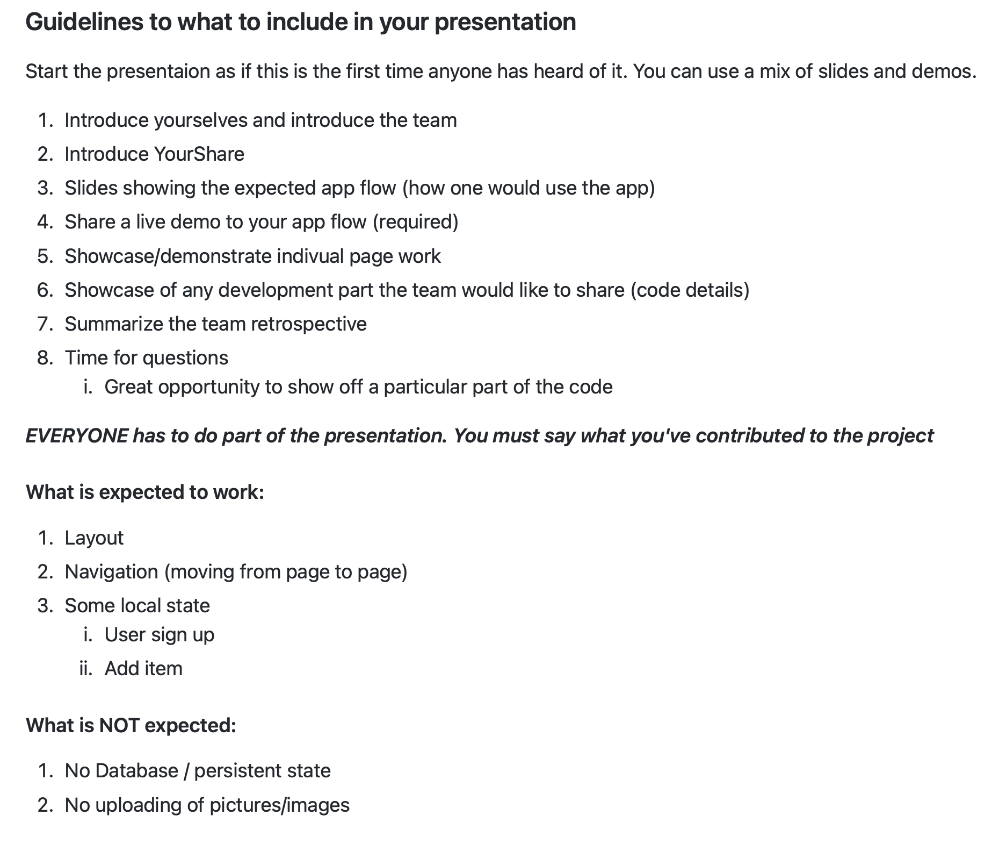 Guidelines to what to include in your presentation
Start the presentaion as if this is the first time anyone has heard of it. You can use a mix of slides and demos.
1. Introduce yourselves and introduce the team
2. Introduce YourShare
3. Slides showing the expected app flow (how one would use the app)
4. Share a live demo to your app flow (required)
5. Showcase/demonstrate indivual page work
6. Showcase of any development part the team would like to share (code details)
7. Summarize the team retrospective
8. Time for questions
i. Great opportunity to show off a particular part of the code
EVERYONE has to do part of the presentation. You must say what you've contributed to the project
What is expected to work:
1. Layout
2. Navigation (moving from page to page)
3. Some local state
i. User sign up
ii. Add item
What is NOT expected:
1. No Database / persistent state
2. No uploading of pictures/images